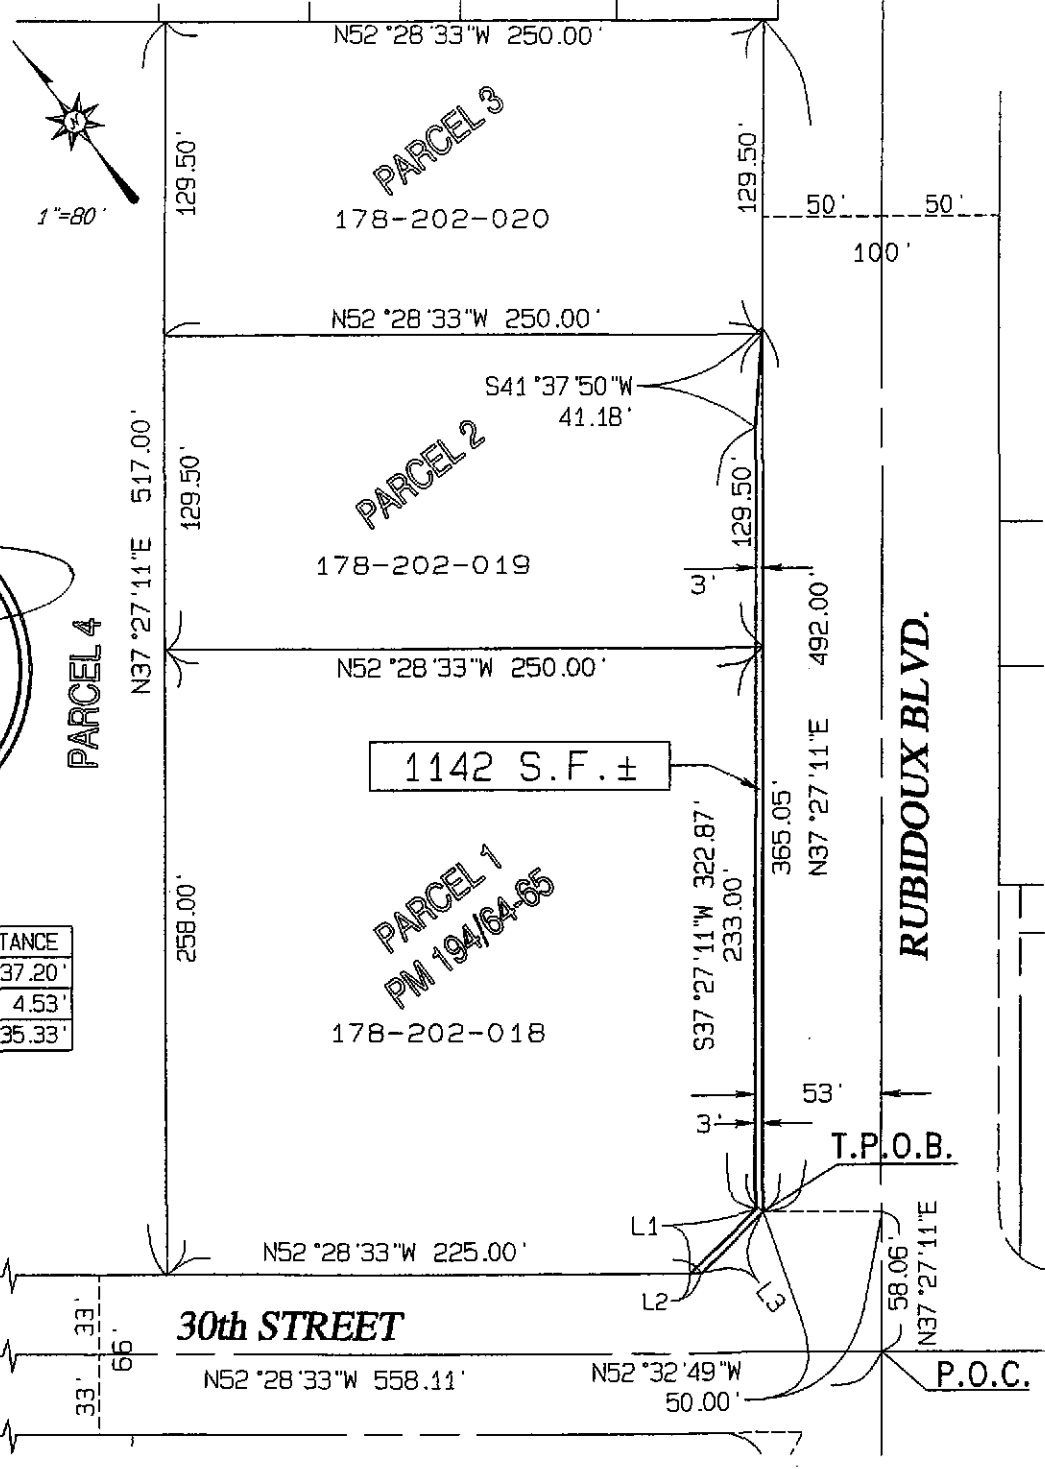 N52°28'33"W 250.00'
PARCEL 3
129.50'
129.50'
N
1"=80'
178-202-020
50'
50'
100'
N52°28'33"W 250.00'
S41°37'50"W
41.18'
PARCEL 2
N37°27'11"E 517.00'
129.50'
129.50'
178-202-019
3'
PARCEL 4
N52°28'33"W 250.00'
N37°27'11"E 492.00'
RUBIDOUX BLVD.
1142 S.F.±
365.05'
S37°27'11"W 322.87'
233.00'
258.00'
PARCEL 1
PM 194/64-65
178-202-018
TANCE
37.20'
4.53'
35.33'
53'
3'
T.P.O.B.
L1
N52°28'33"W 225.00'
L2
L3
58.06'
N37°27'11"E
33'
66'
33'
30th STREET
N52°28'33"W 558.11'
N52°32'49"W
50.00'
P.O.C.